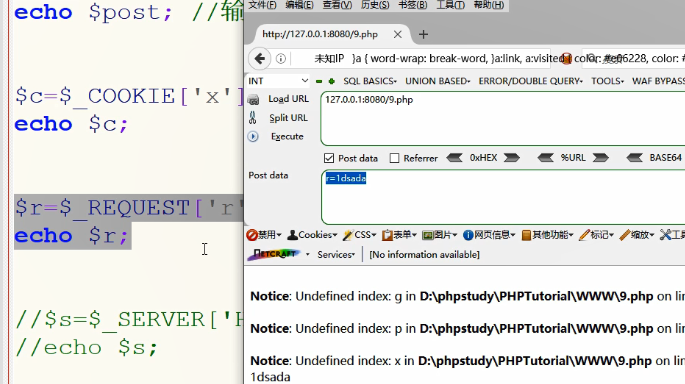 echo $post; //输
$c=$_COOKIE['x']
echo $c;
$r=$_REQUEST['r'
echo $r;
//$s=$_SERVER['H
//echo $s;
文件(F) 编辑(E) 查看(V) 历史(S) 书签(B) 工具(T) 帮助(H)
http://127.0.0.1:8080/9.php × +
未知IP }a { word-wrap: break-word, }a:link, a:visited
INT SQL BASICS UNION BASED ERROR/DOUBLE QUERY TOOLS WAF BYPASS
Load URL 127.0.0.1:8080/9.php
Split URL
Execute
Post data Referrer 0xHEX %URL BASE64
Post data r=1dsada
禁用 Cookies CSS 表单 图片 网页信息 其他功能 标记 缩放 工具
NETCRAFT Services [No information available]
Notice: Undefined index: g in D:\phpstudy\PHPTutorial\WWW\9.php on lin
Notice: Undefined index: p in D:\phpstudy\PHPTutorial\WWW\9.php on lin
Notice: Undefined index: x in D:\phpstudy\PHPTutorial\WWW\9.php on lin
1dsada